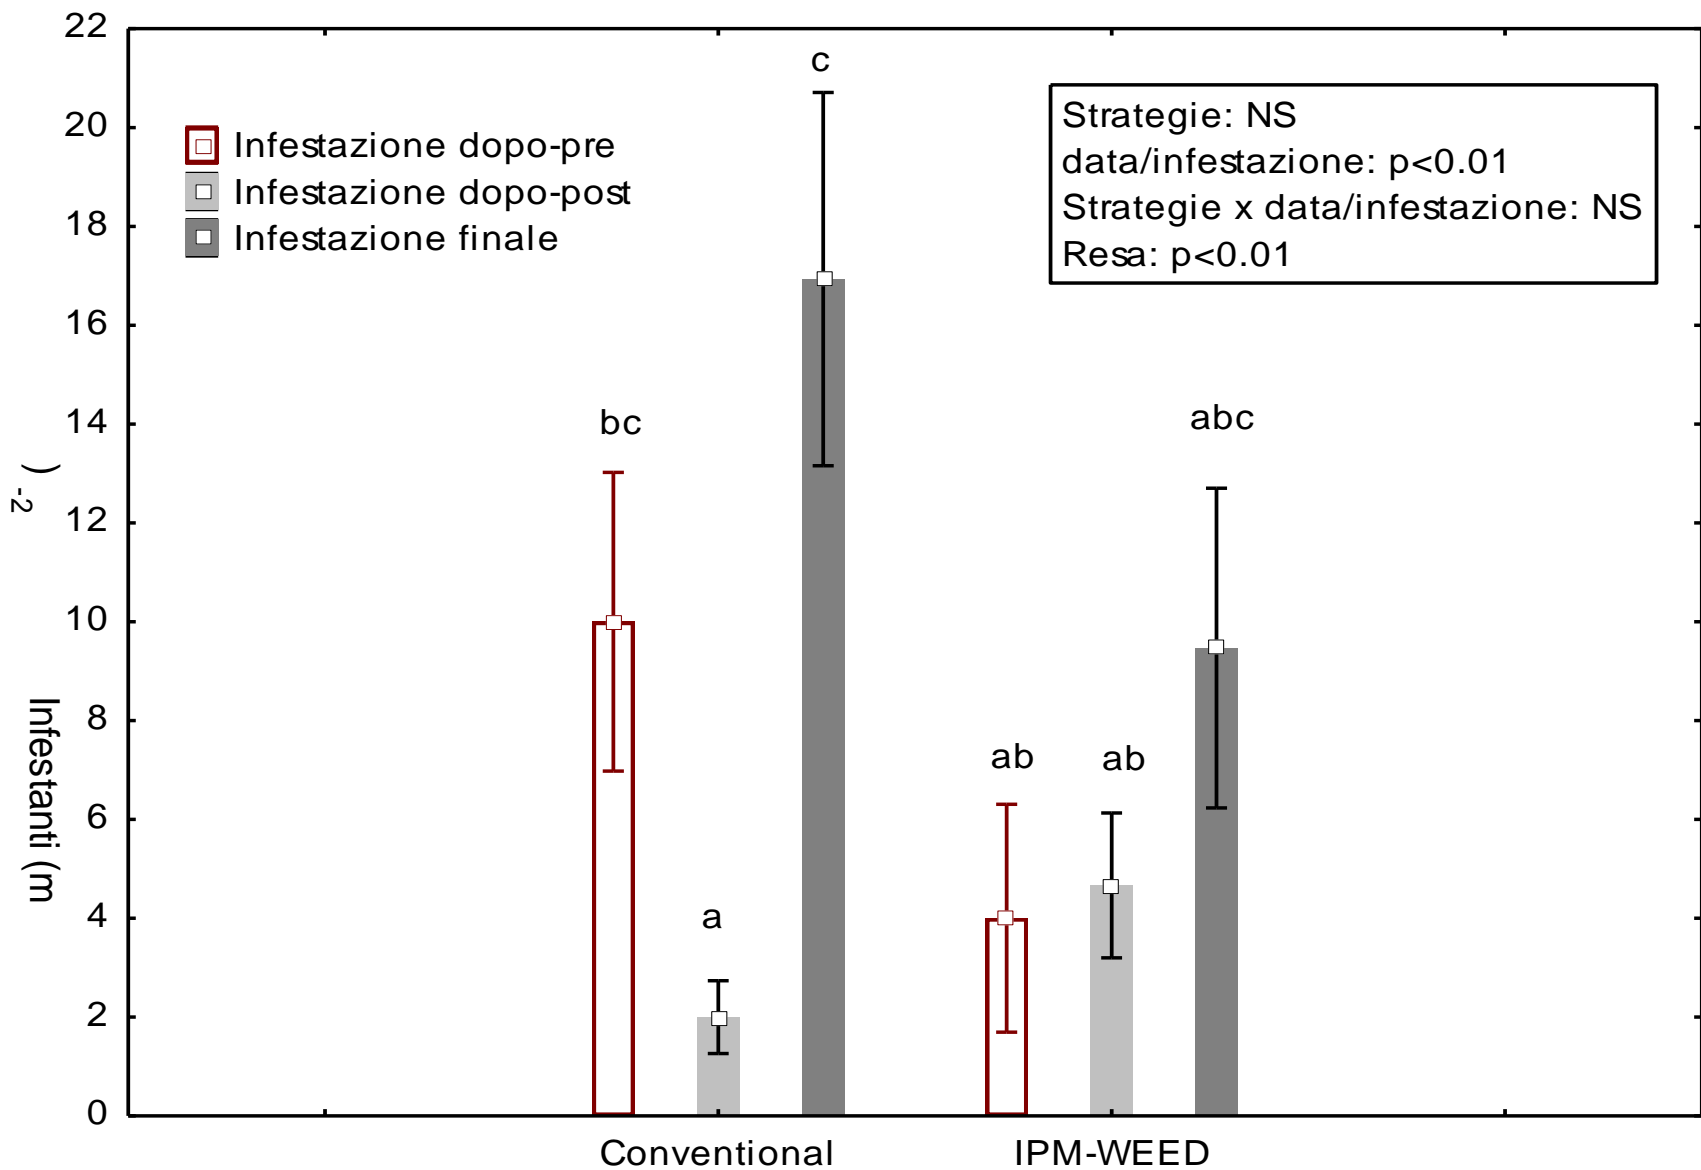 22
20
18
16
14
12
10
8
6
4
2
0
Infestanti (m
-2
)
Infestazione dopo-pre
Infestazione dopo-post
Infestazione finale
Strategie: NS
data/infestazione: p<0.01
Strategie x data/infestazione: NS
Resa: p<0.01
bc
a
c
ab
ab
abc
Conventional
IPM-WEED